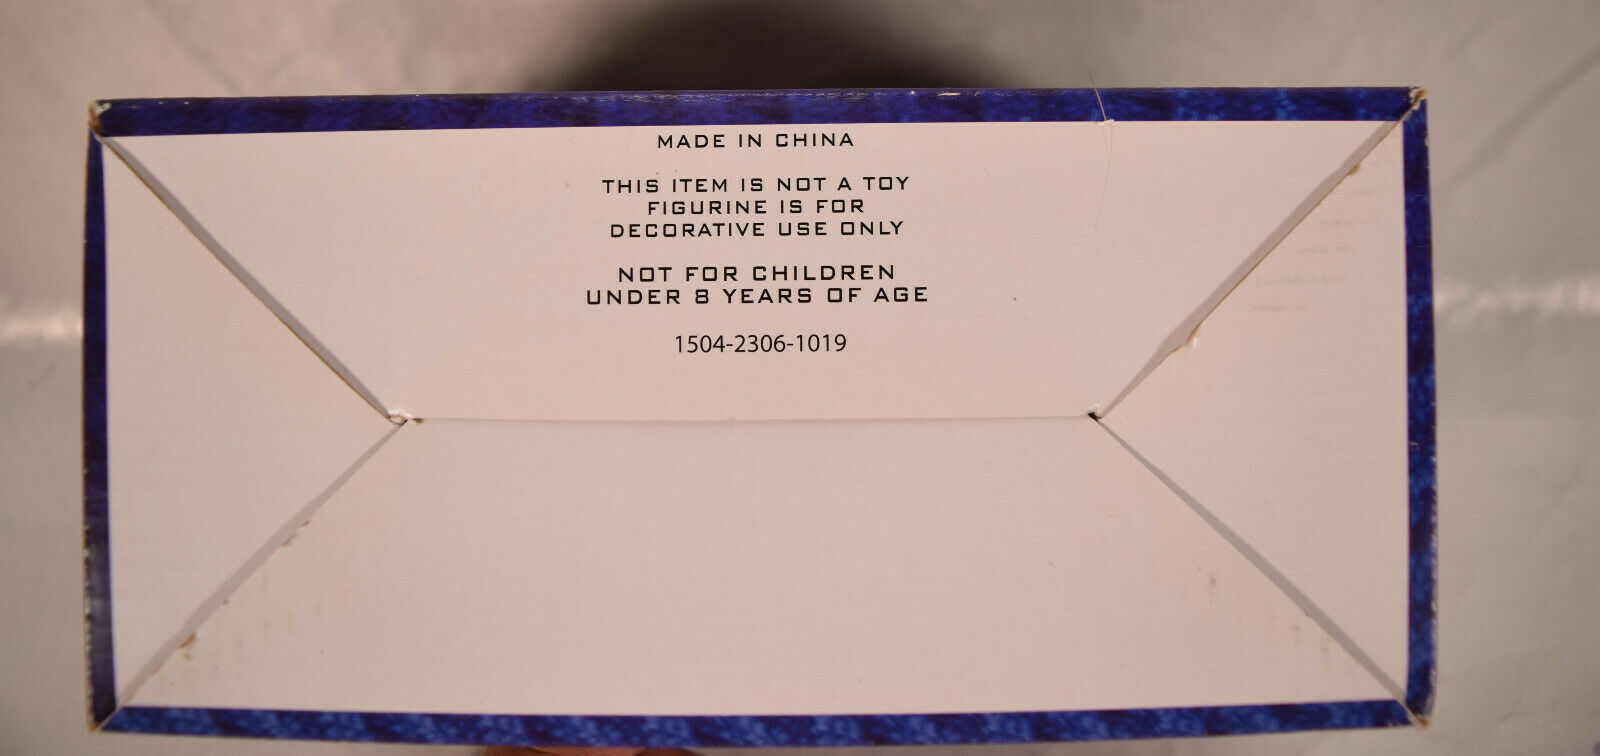 MADE IN CHINA
THIS ITEM IS NOT A TOY
FIGURINE IS FOR
DECORATIVE USE ONLY
NOT FOR CHILDREN
UNDER 8 YEARS OF AGE
1504-2306-1019